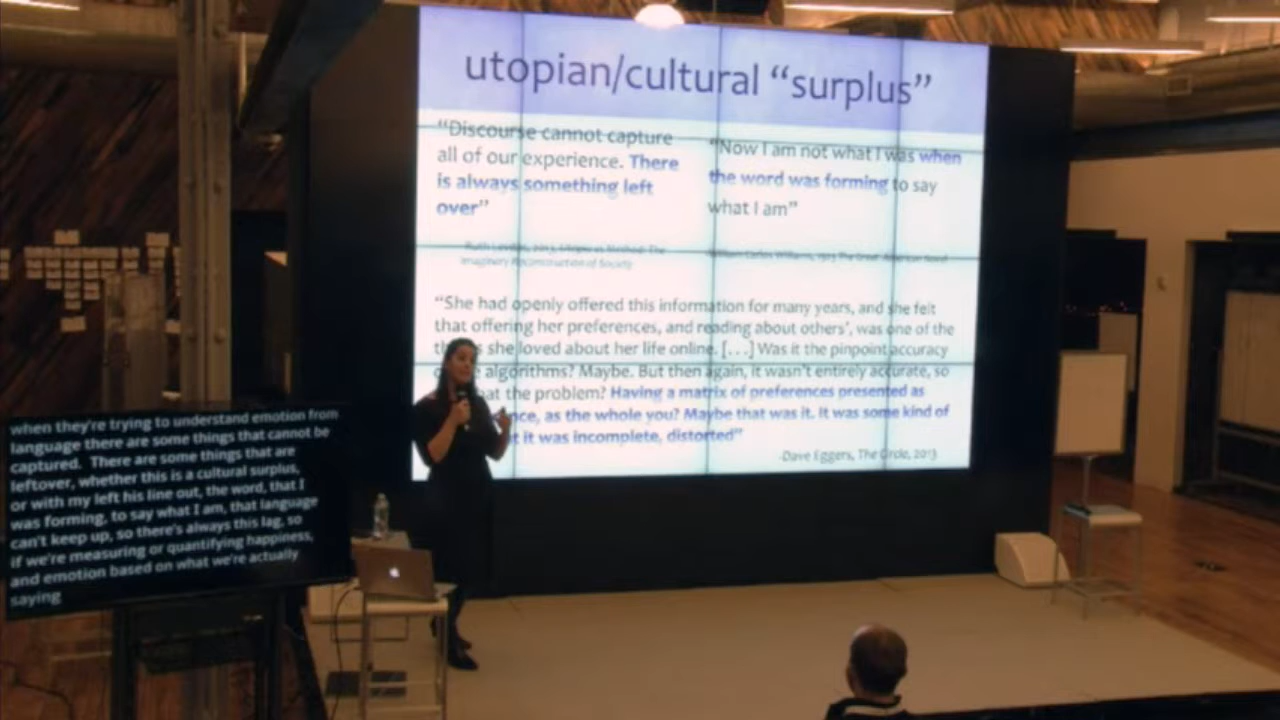 utopian/cultural “surplus”
“Discourse cannot capture
all of our experience. There
is always something left
over”
Imaginary Reconstruction of Society
“Now I am not what I was when
the word was forming to say
what I am”
“She had openly offered this information for many years, and she felt
that offering her preferences, and reading about others’, was one of the
she loved about her life online. [...] Was it the pinpoint accuracy
algorithms? Maybe. But then again, it wasn’t entirely accurate, so
at the problem? Having a matrix of preferences presented as
nce, as the whole you? Maybe that was it. It was some kind of
t it was incomplete, distorted”
-Dave Eggers, The Circle, 2013
when they're trying to understand emotion from
language there are some things that cannot be
captured. There are some things that are
leftover, whether this is a cultural surplus,
or with my left his line out, the word, that I
was forming, to say what I am, that language
can't keep up, so there's always this lag, so
if we're measuring or quantifying happiness,
and emotion based on what we're actually
saying